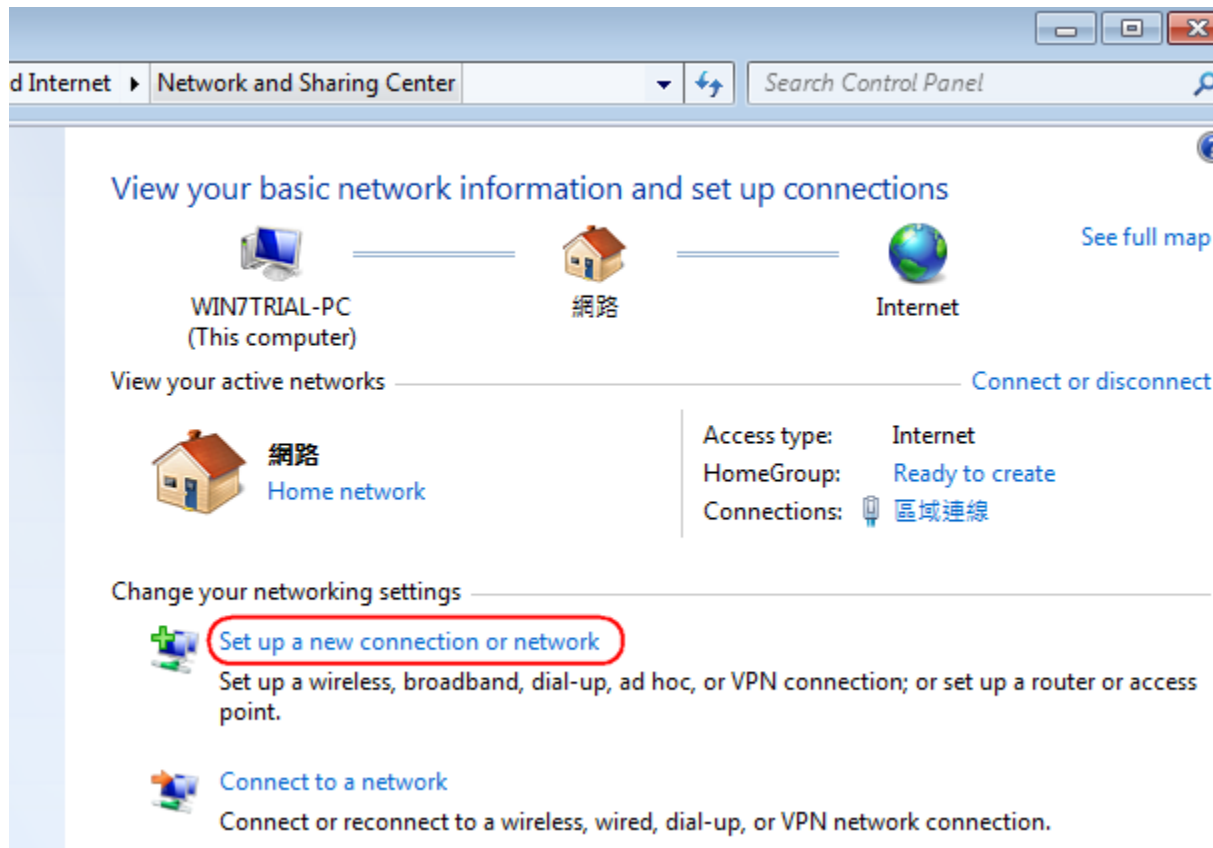 d Internet ▸ Network and Sharing Center Search Control Panel
View your basic network information and set up connections
See full map
WIN7TRIAL-PC 網路 Internet
(This computer)
View your active networks Connect or disconnect
網路
Home network
Access type: Internet
HomeGroup: Ready to create
Connections: 區域連線
Change your networking settings
Set up a new connection or network
Set up a wireless, broadband, dial-up, ad hoc, or VPN connection; or set up a router or access
point.
Connect to a network
Connect or reconnect to a wireless, wired, dial-up, or VPN network connection.